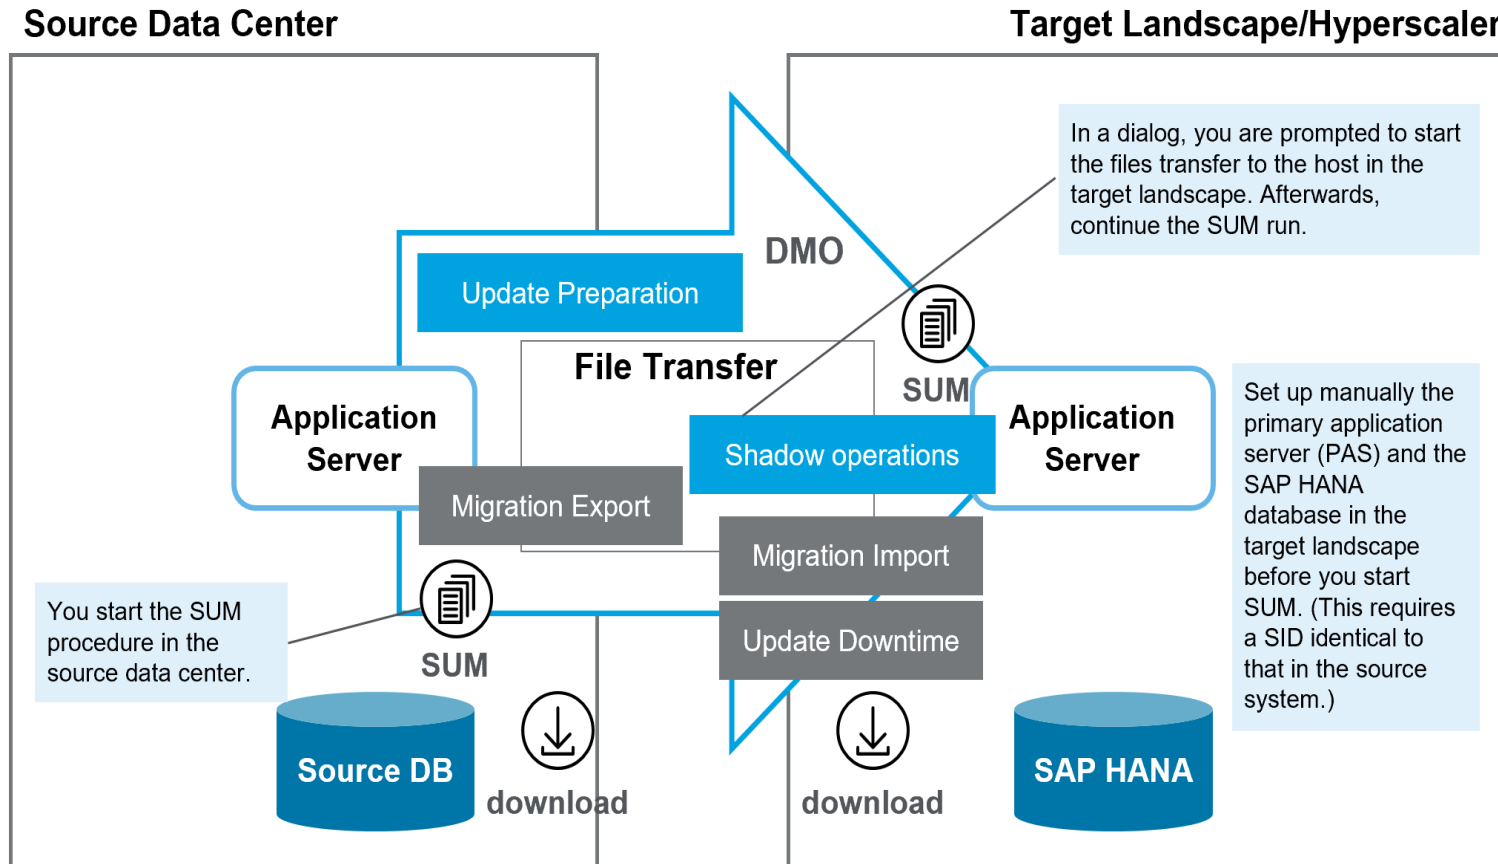 Source Data Center
Target Landscape/Hyperscaler
In a dialog, you are prompted to start
the files transfer to the host in the
target landscape. Afterwards,
continue the SUM run.
DMO
Update Preparation
File Transfer
SUM
Application
Server
Application
Server
Shadow operations
Migration Export
Migration Import
Update Downtime
Set up manually the
primary application
server (PAS) and the
SAP HANA
database in the
target landscape
before you start
SUM. (This requires
a SID identical to
that in the source
system.)
You start the SUM
procedure in the
source data center.
SUM
Source DB
download
download
SAP HANA